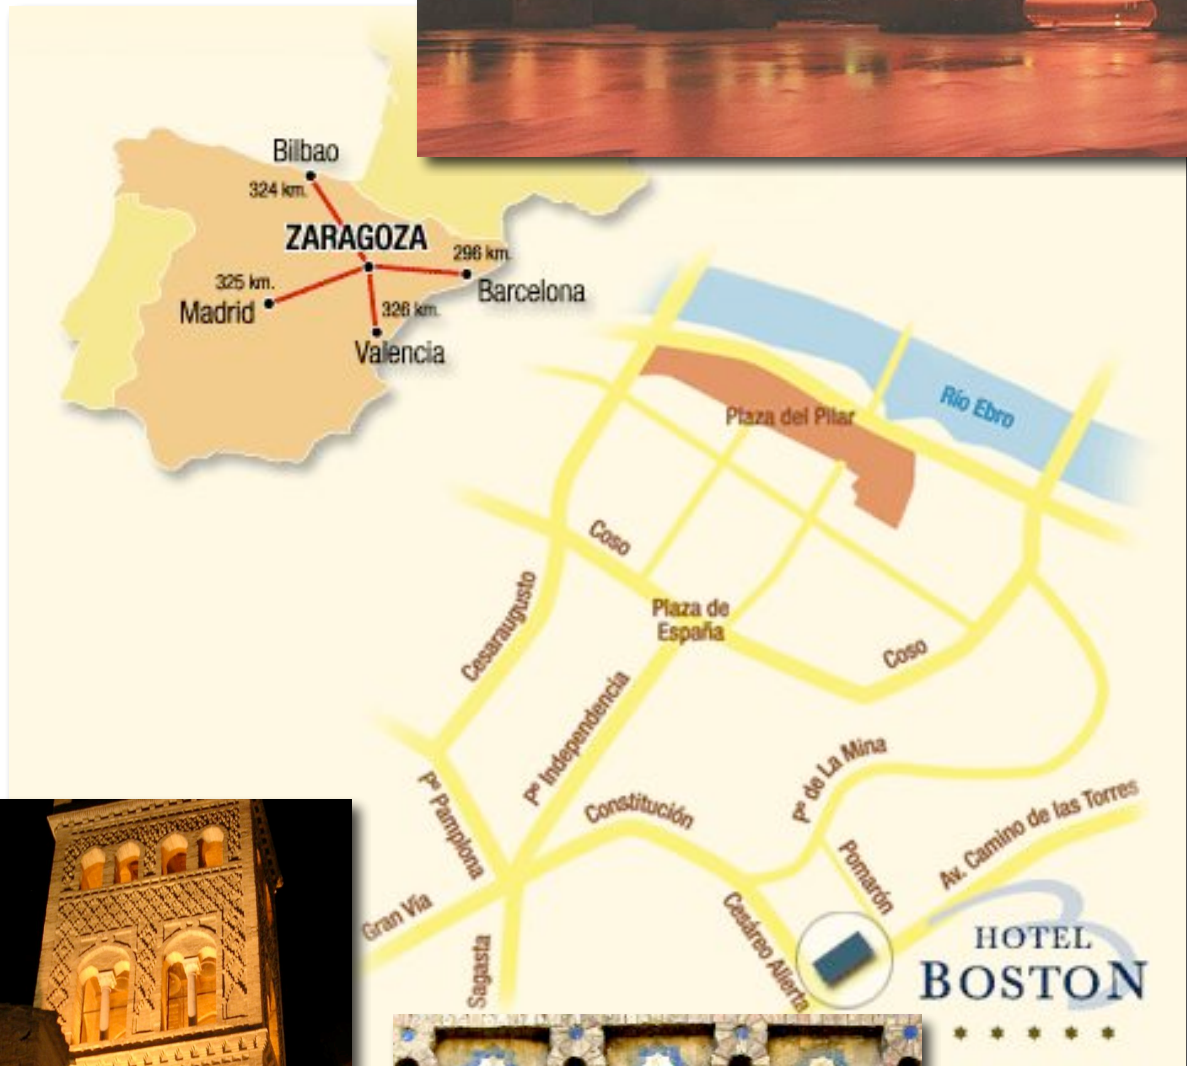 Bilbao
324 km.
ZARAGOZA
296 km.
325 km.
Barcelona
Madrid
326 km.
Valencia
Río Ebro
Plaza del Pilar
Coso
Cesaraugusto
Plaza de
España
Coso
Pº Independencia
Pº de La Mina
Pº Pamplona
Constitución
Av. Camino de las Torres
Pomarón
Gran Vía
Cesáreo Alierta
Sagasta
HOTEL
BOSTON
★ ★ ★ ★ ★